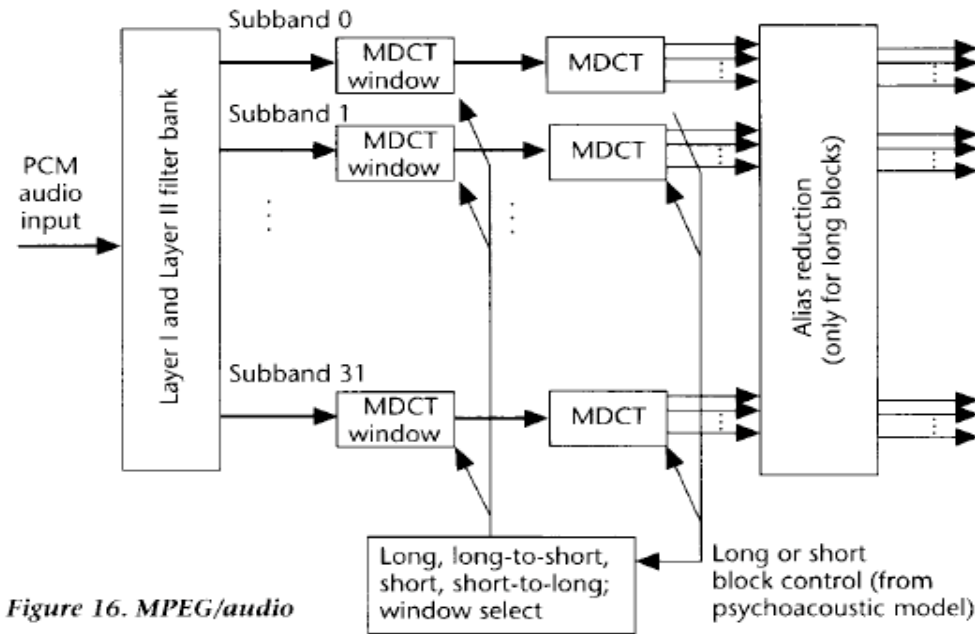 Subband 0
MDCT
window
MDCT
Subband 1
MDCT
window
MDCT
PCM
audio
input
Layer I and Layer II filter bank
Alias reduction
(only for long blocks)
Subband 31
MDCT
window
MDCT
Long, long-to-short,
short, short-to-long;
window select
Long or short
block control (from
psychoacoustic model)
Figure 16. MPEG/audio